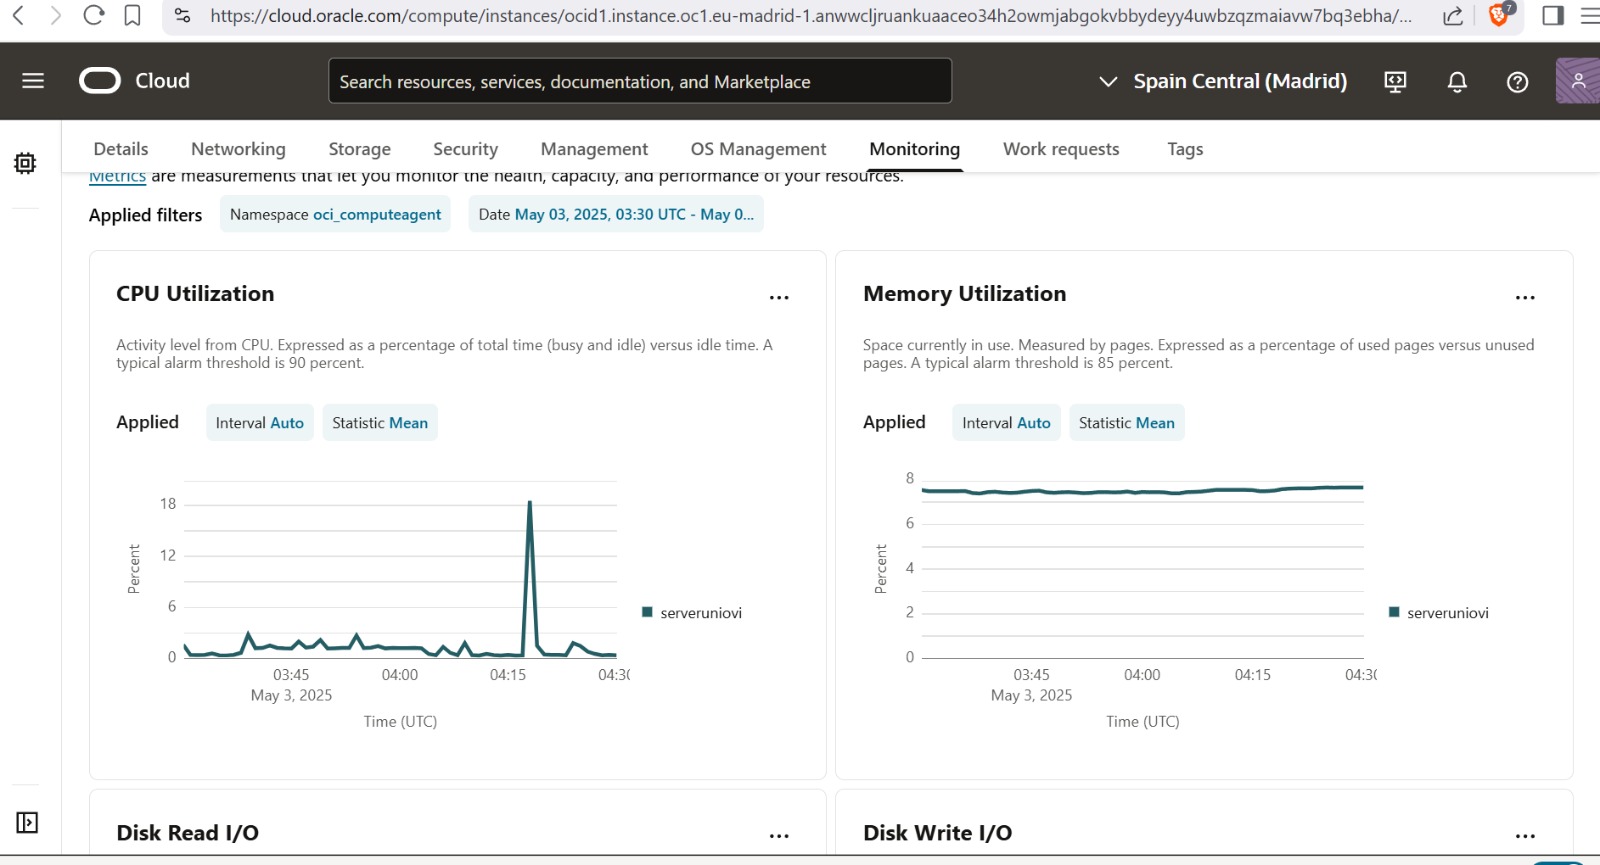 https://cloud.oracle.com/compute/instances/ocid1.instance.oc1.eu-madrid-1.anwwcljruankuaaceo34h2owmjabgokvbbydeyy4uwbzqzmaiavw7bq3ebha/...
7
Cloud
Search resources, services, documentation, and Marketplace
Spain Central (Madrid)
Details Networking Storage Security Management OS Management Monitoring Work requests Tags
Metrics are measurements that let you monitor the health, capacity, and performance of your resources.
Applied filters Namespace oci_computeagent Date May 03, 2025, 03:30 UTC - May 0...
CPU Utilization
Activity level from CPU. Expressed as a percentage of total time (busy and idle) versus idle time. A
typical alarm threshold is 90 percent.
Applied Interval Auto Statistic Mean
18
12
6
0
Percent
03:45 04:00 04:15 04:30
May 3, 2025
Time (UTC)
serveruniovi
Memory Utilization
Space currently in use. Measured by pages. Expressed as a percentage of used pages versus unused
pages. A typical alarm threshold is 85 percent.
Applied Interval Auto Statistic Mean
8
6
4
2
0
Percent
03:45 04:00 04:15 04:30
May 3, 2025
Time (UTC)
serveruniovi
Disk Read I/O
Disk Write I/O